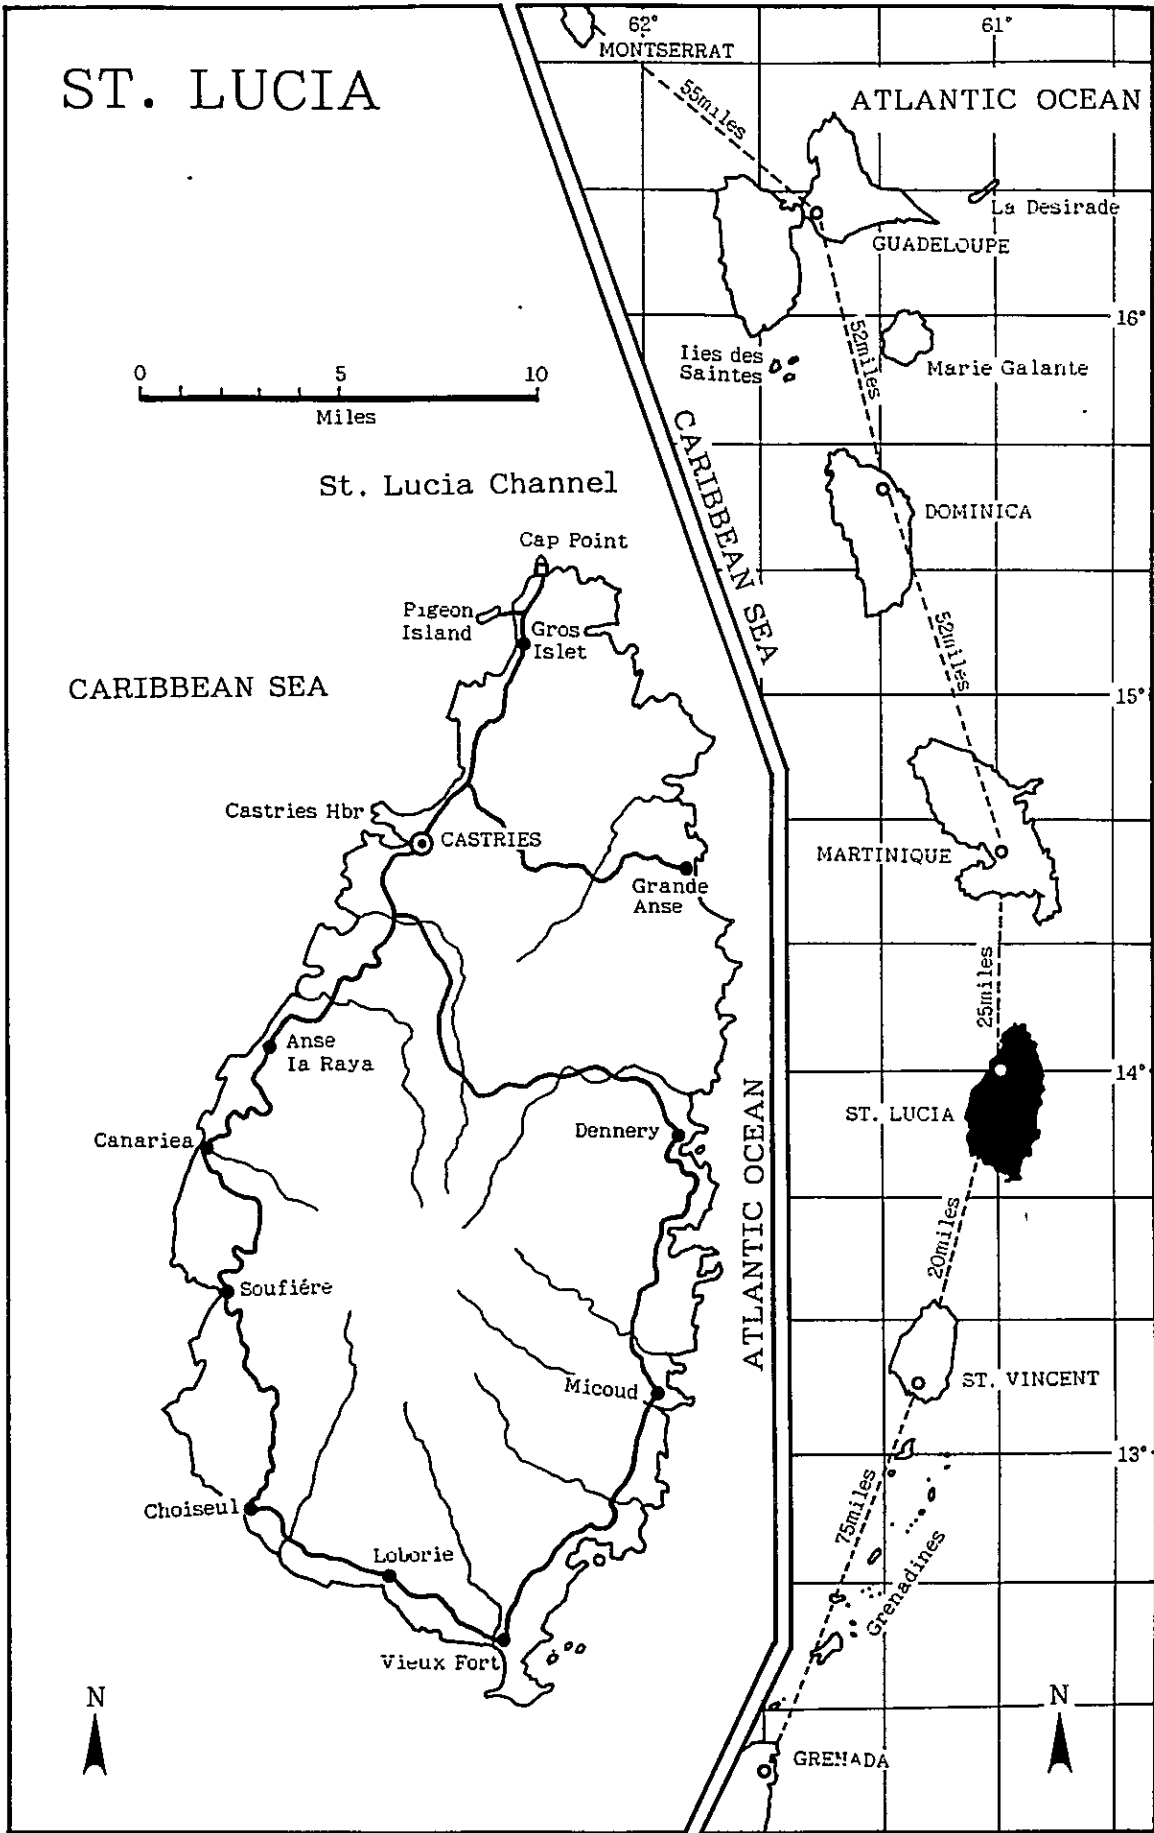 ST. LUCIA
0 5 10
Miles
St. Lucia Channel
Cap Point
Pigeon
Island
Gros
Islet
CARIBBEAN SEA
Castries Hbr
CASTRIES
Grande
Anse
Anse
Ia Raya
Canariea
Dennery
Soufiére
Micoud
Choiseul
Loborie
Vieux Fort
N
ATLANTIC OCEAN
CARIBBEAN SEA
62°
61°
MONTSERRAT
55miles
ATLANTIC OCEAN
La Desirade
GUADELOUPE
16°
52miles
Iies des
Saintes
Marie Galante
DOMINICA
52miles
15°
MARTINIQUE
25miles
14°
ST. LUCIA
20miles
ST. VINCENT
13°
75miles
Grenadines
GRENADA
N